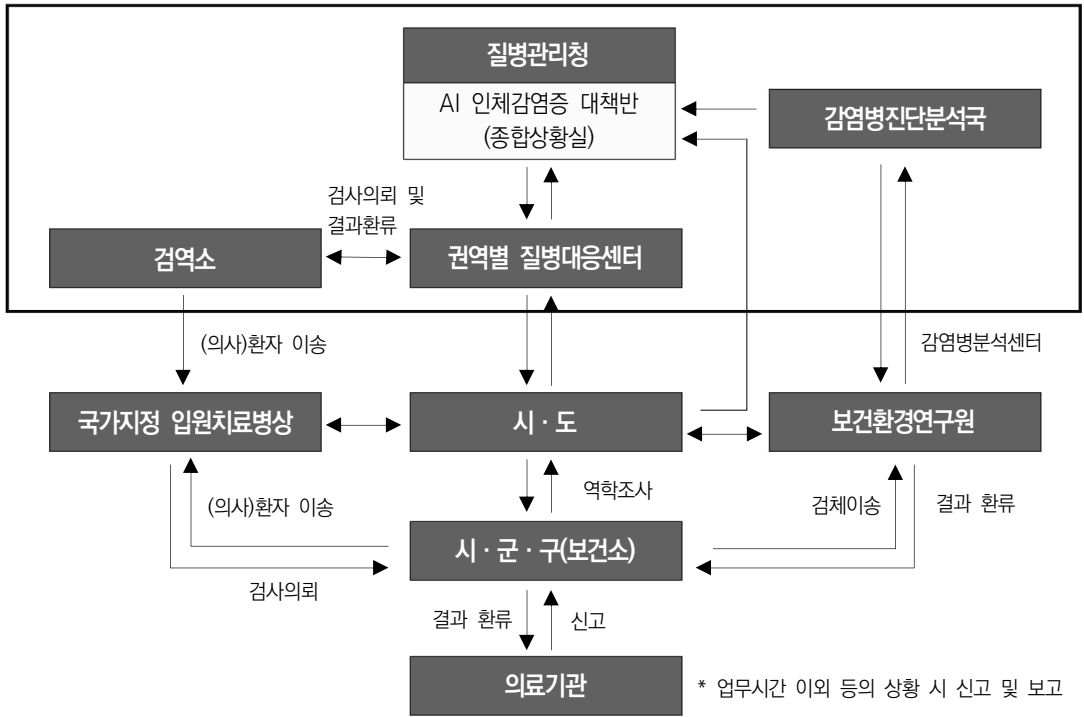 질병관리청
AI 인체감염증 대책반
(종합상황실)
감염병진단분석국
검사의뢰 및
결과환류
검역소
권역별 질병대응센터
(의사)환자 이송
감염병분석센터
국가지정 입원치료병상
시 · 도
보건환경연구원
(의사)환자 이송
역학조사
검체이송
결과 환류
시 · 군 · 구(보건소)
검사의뢰
결과 환류
신고
의료기관
* 업무시간 이외 등의 상황 시 신고 및 보고